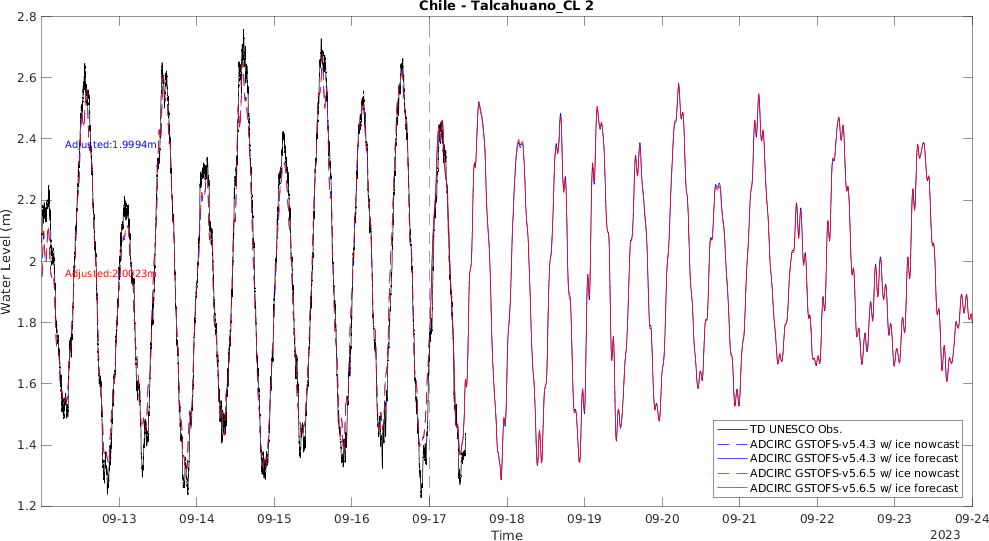 Chile - Talcahuano_CL 2
2.8
2.6
2.4
2.2
2
1.8
1.6
1.4
1.2
Water Level (m)
Adjusted:1.9994m
Adjusted:2.0023m
TD UNESCO Obs.
ADCIRC GSTOFS-v5.4.3 w/ ice nowcast
ADCIRC GSTOFS-v5.4.3 w/ ice forecast
ADCIRC GSTOFS-v5.6.5 w/ ice nowcast
ADCIRC GSTOFS-v5.6.5 w/ ice forecast
09-13 09-14 09-15 09-16 09-17 09-18 09-19 09-20 09-21 09-22 09-23 09-24
Time
2023